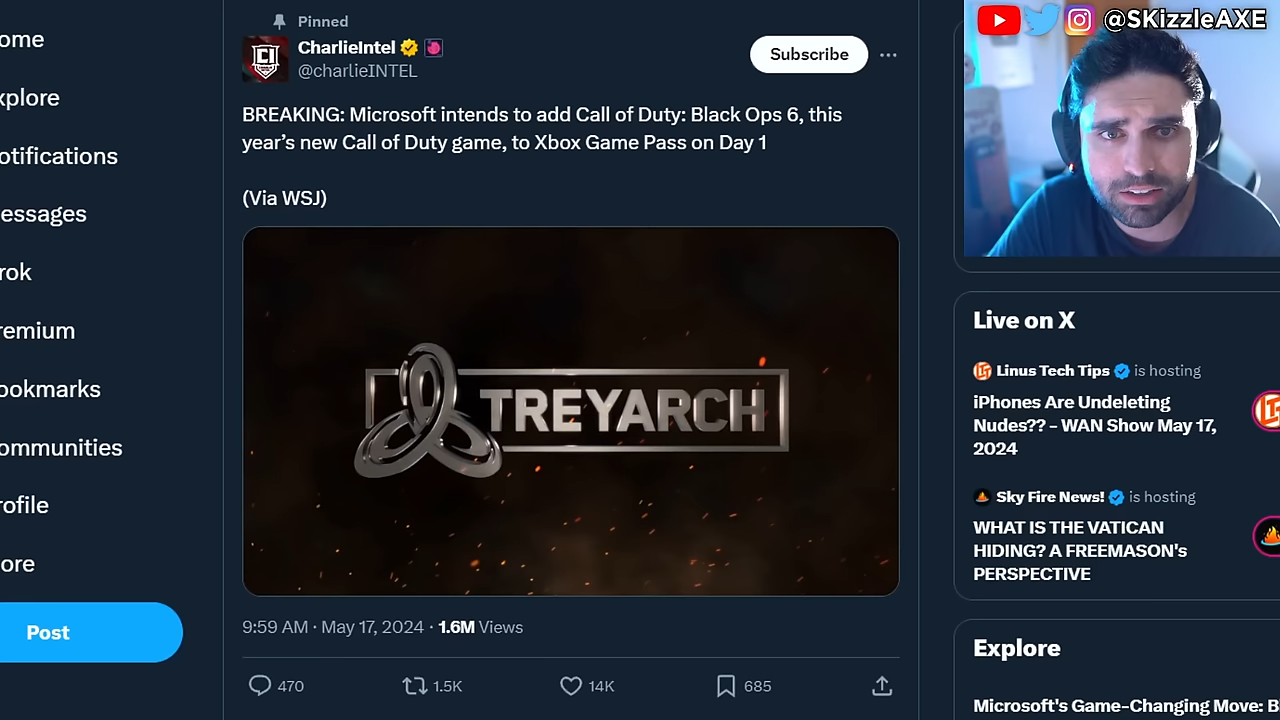 ome
xplore
otifications
essages
rok
remium
ookmarks
ommunities
rofile
ore
Post
Pinned
CharlieIntel
@charlieINTEL
Subscribe
BREAKING: Microsoft intends to add Call of Duty: Black Ops 6, this
year’s new Call of Duty game, to Xbox Game Pass on Day 1
(Via WSJ)
TREYARCH
9:59 AM · May 17, 2024 · 1.6M Views
470 1.5K 14K 685
@SKizzleAXE
Live on X
Linus Tech Tips is hosting
iPhones Are Undeleting
Nudes?? - WAN Show May 17,
2024
Sky Fire News! is hosting
WHAT IS THE VATICAN
HIDING? A FREEMASON's
PERSPECTIVE
Explore
Microsoft's Game-Changing Move: B